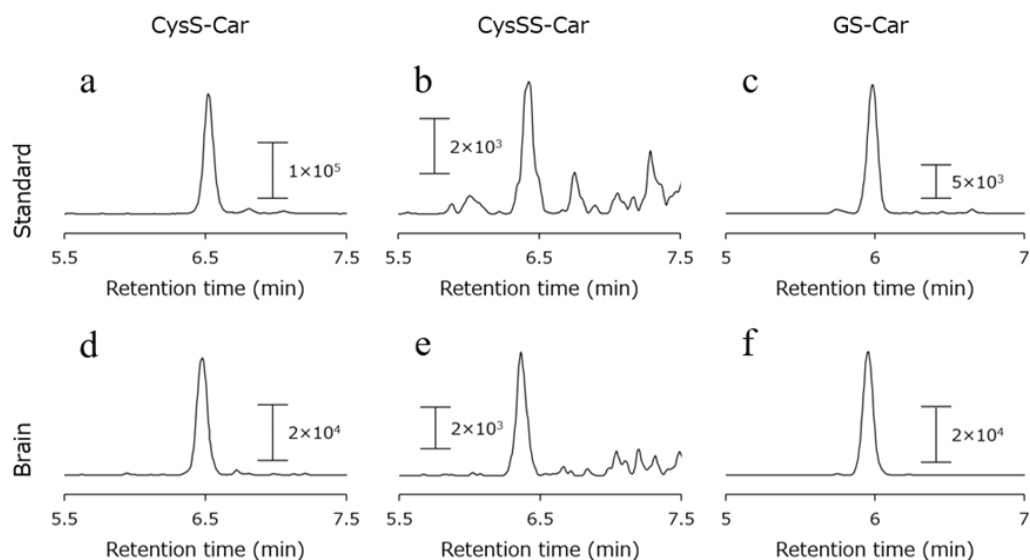 CysS-Car CysSS-Car GS-Car
a b c
Standard
1×10⁵ 2×10³ 5×10³
5.5 6.5 7.5 5.5 6.5 7.5 5 6 7
Retention time (min) Retention time (min) Retention time (min)
d e f
Brain
2×10⁴ 2×10³ 2×10⁴
5.5 6.5 7.5 5.5 6.5 7.5 5 6 7
Retention time (min) Retention time (min) Retention time (min)